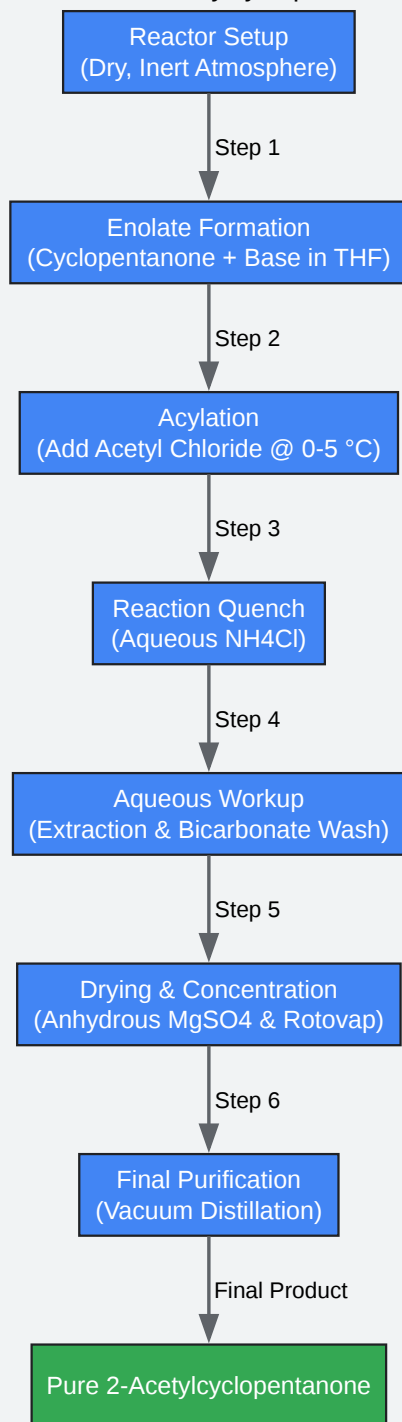 Reactor Setup
(Dry, Inert Atmosphere)
Step 1
Enolate Formation
(Cyclopentanone + Base in THF)
Step 2
Acylation
(Add Acetyl Chloride @ 0-5 °C)
Step 3
Reaction Quench
(Aqueous NH4Cl)
Step 4
Aqueous Workup
(Extraction & Bicarbonate Wash)
Step 5
Drying & Concentration
(Anhydrous MgSO4 & Rotovap)
Step 6
Final Purification
(Vacuum Distillation)
Final Product
Pure 2-Acetylcyclopentanone